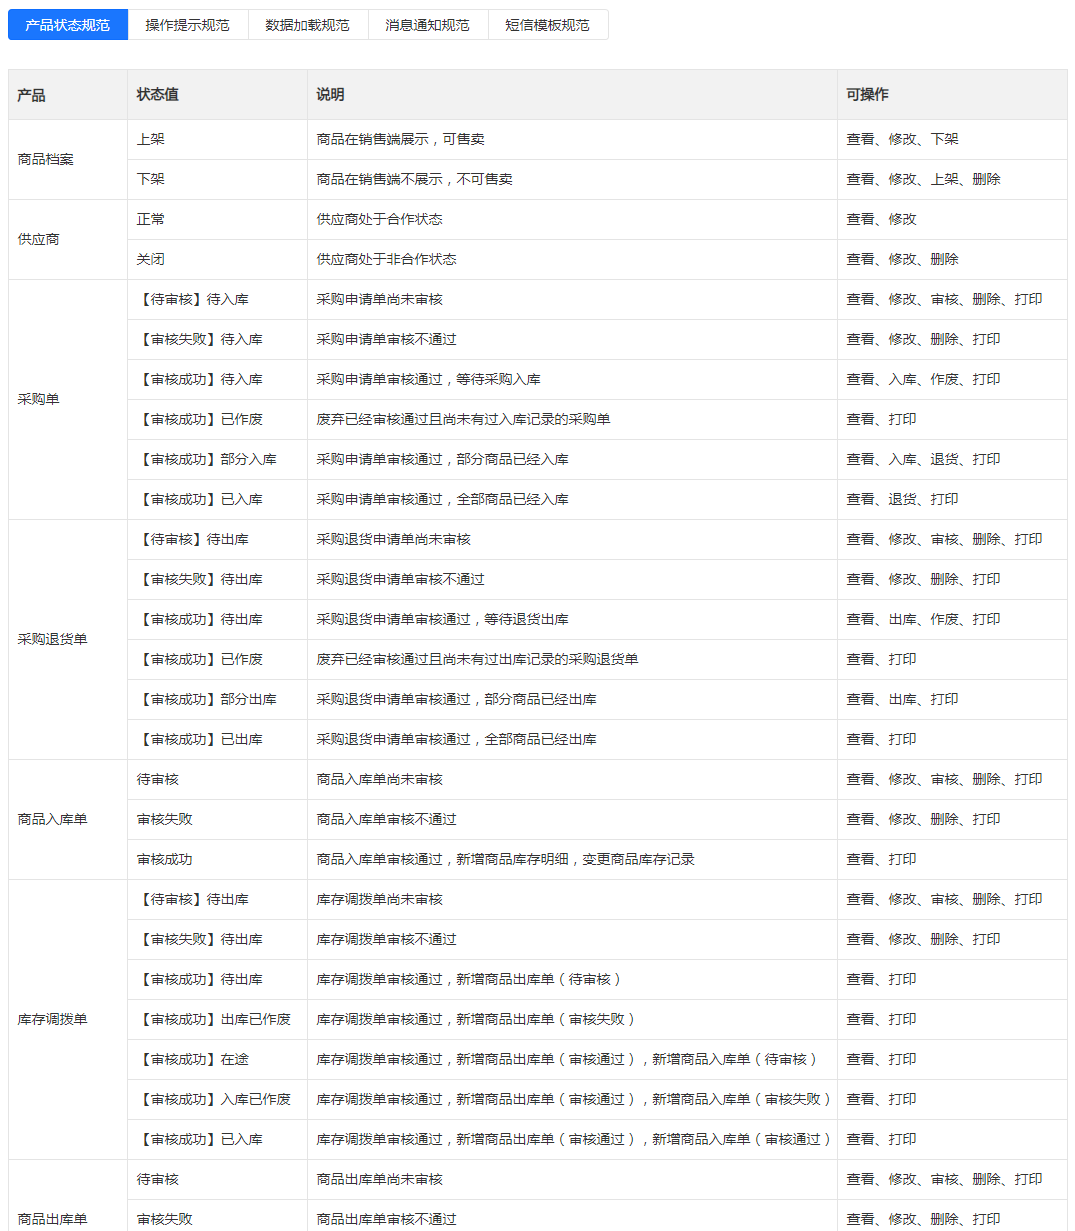 产品状态规范 操作提示规范 数据加载规范 消息通知规范 短信模板规范
产品 状态值 说明 可操作
商品档案
上架 商品在销售端展示，可售卖 查看、修改、下架
下架 商品在销售端不展示，不可售卖 查看、修改、上架、删除
供应商
正常 供应商处于合作状态 查看、修改
关闭 供应商处于非合作状态 查看、修改、删除
采购单
【待审核】待入库 采购申请单尚未审核 查看、修改、审核、删除、打印
【审核失败】待入库 采购申请单审核不通过 查看、修改、删除、打印
【审核成功】待入库 采购申请单审核通过，等待采购入库 查看、入库、作废、打印
【审核成功】已作废 废弃已经审核通过且尚未有过入库记录的采购单 查看、打印
【审核成功】部分入库 采购申请单审核通过，部分商品已经入库 查看、入库、退货、打印
【审核成功】已入库 采购申请单审核通过，全部商品已经入库 查看、退货、打印
采购退货单
【待审核】待出库 采购退货申请单尚未审核 查看、修改、审核、删除、打印
【审核失败】待出库 采购退货申请单审核不通过 查看、修改、删除、打印
【审核成功】待出库 采购退货申请单审核通过，等待退货出库 查看、出库、作废、打印
【审核成功】已作废 废弃已经审核通过且尚未有过出库记录的采购退货单 查看、打印
【审核成功】部分出库 采购退货申请单审核通过，部分商品已经出库 查看、出库、打印
【审核成功】已出库 采购退货申请单审核通过，全部商品已经出库 查看、打印
商品入库单
待审核 商品入库单尚未审核 查看、修改、审核、删除、打印
审核失败 商品入库单审核不通过 查看、修改、删除、打印
审核成功 商品入库单审核通过，新增商品库存明细，变更商品库存记录 查看、打印
库存调拨单
【待审核】待出库 库存调拨单尚未审核 查看、修改、审核、删除、打印
【审核失败】待出库 库存调拨单审核不通过 查看、修改、删除、打印
【审核成功】待出库 库存调拨单审核通过，新增商品出库单（待审核） 查看、打印
【审核成功】出库已作废 库存调拨单审核通过，新增商品出库单（审核失败） 查看、打印
【审核成功】在途 库存调拨单审核通过，新增商品出库单（审核通过），新增商品入库单（待审核） 查看、打印
【审核成功】入库已作废 库存调拨单审核通过，新增商品出库单（审核通过），新增商品入库单（审核失败） 查看、打印
【审核成功】已入库 库存调拨单审核通过，新增商品出库单（审核通过），新增商品入库单（审核通过） 查看、打印
商品出库单
待审核 商品出库单尚未审核 查看、修改、审核、删除、打印
审核失败 商品出库单审核不通过 查看、修改、删除、打印